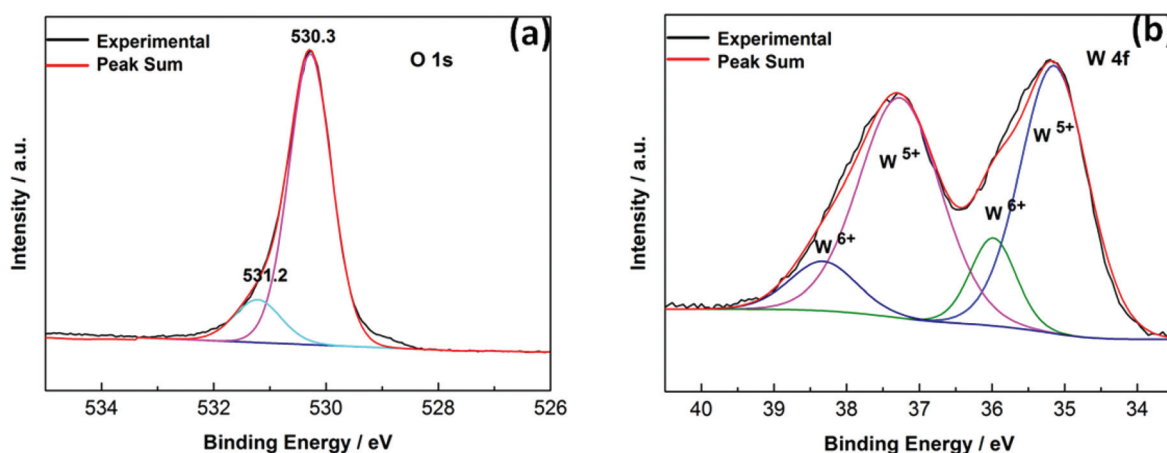 (a)
Experimental
Peak Sum
530.3
O 1s
531.2
Intensity / a.u.
534 532 530 528 526
Binding Energy / eV
(b)
Experimental
Peak Sum
W 4f
W 5+
W 5+
W 6+
W 6+
Intensity / a.u.
40 39 38 37 36 35 34
Binding Energy / eV